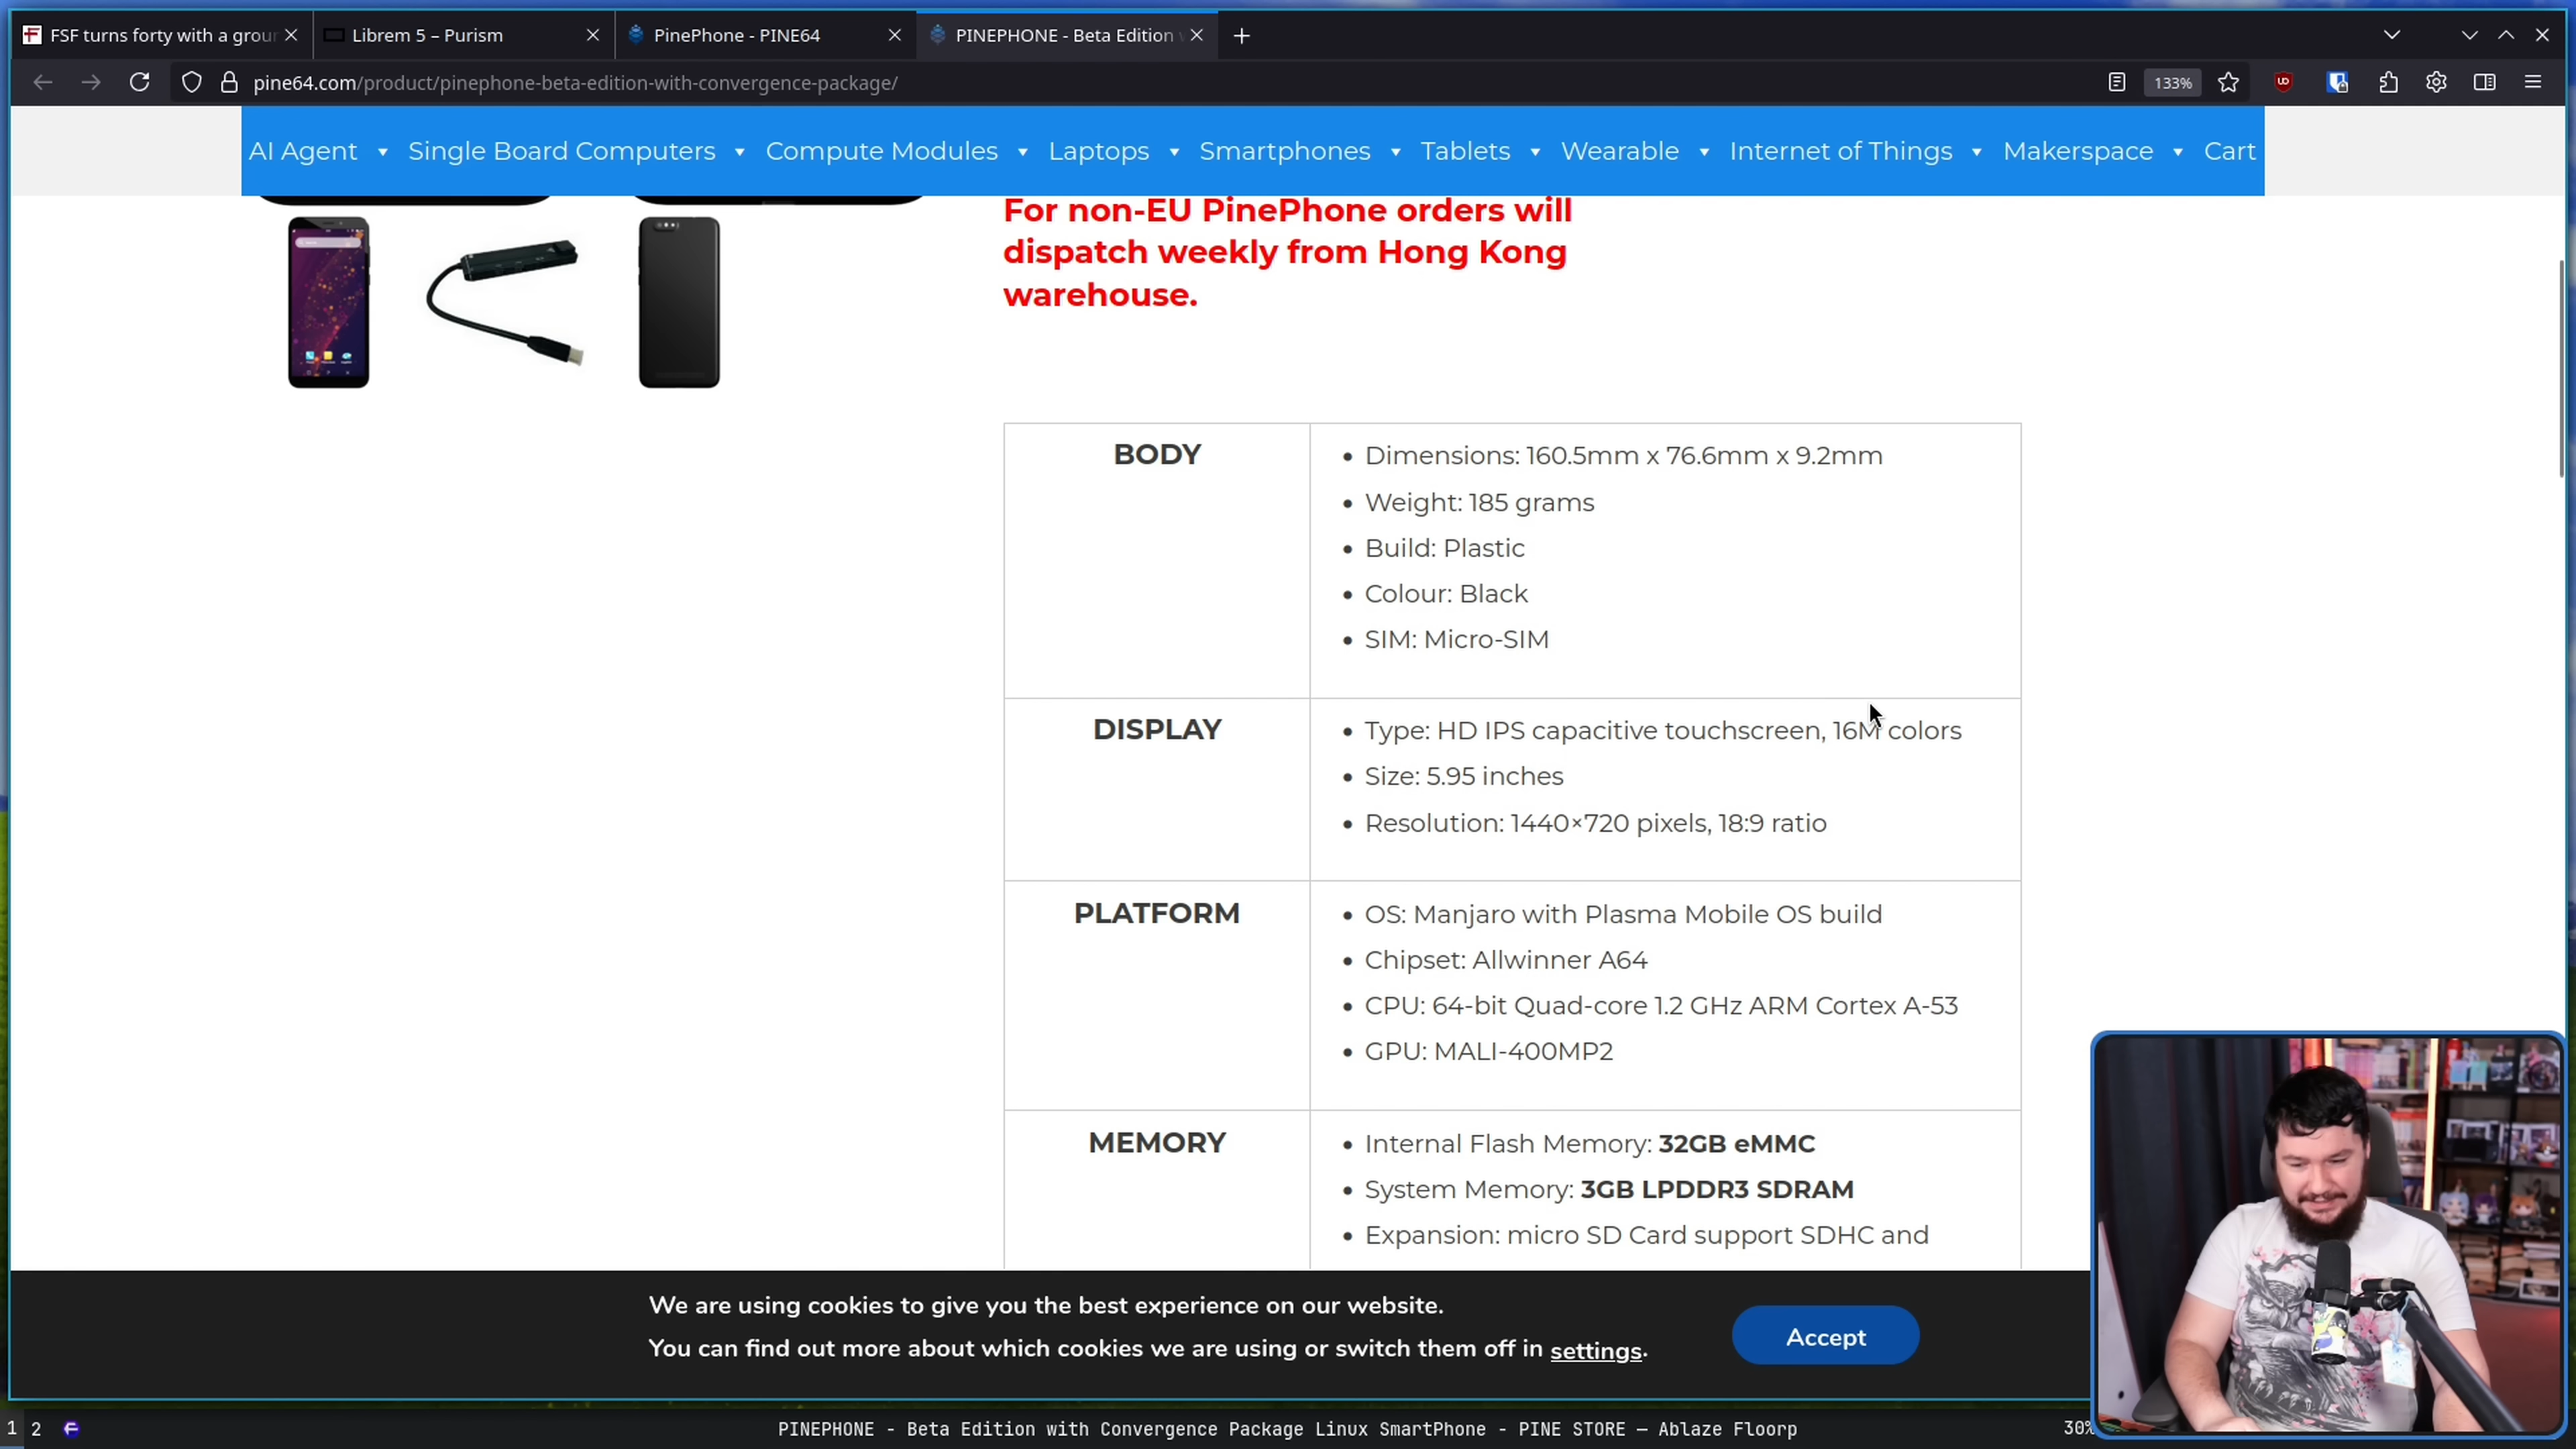 FSF turns forty with a grou
Librem 5 – Purism
PinePhone - PINE64
PINEPHONE - Beta Edition
pine64.com/product/pinephone-beta-edition-with-convergence-package/
133%
AI Agent Single Board Computers Compute Modules Laptops Smartphones Tablets Wearable Internet of Things Makerspace Cart
For non-EU PinePhone orders will
dispatch weekly from Hong Kong
warehouse.
BODY
• Dimensions: 160.5mm x 76.6mm x 9.2mm
• Weight: 185 grams
• Build: Plastic
• Colour: Black
• SIM: Micro-SIM
DISPLAY
• Type: HD IPS capacitive touchscreen, 16M colors
• Size: 5.95 inches
• Resolution: 1440×720 pixels, 18:9 ratio
PLATFORM
• OS: Manjaro with Plasma Mobile OS build
• Chipset: Allwinner A64
• CPU: 64-bit Quad-core 1.2 GHz ARM Cortex A-53
• GPU: MALI-400MP2
MEMORY
• Internal Flash Memory: 32GB eMMC
• System Memory: 3GB LPDDR3 SDRAM
• Expansion: micro SD Card support SDHC and
We are using cookies to give you the best experience on our website.
You can find out more about which cookies we are using or switch them off in settings.
Accept
1 2
PINEPHONE - Beta Edition with Convergence Package Linux SmartPhone - PINE STORE — Ablaze Floorp
30%